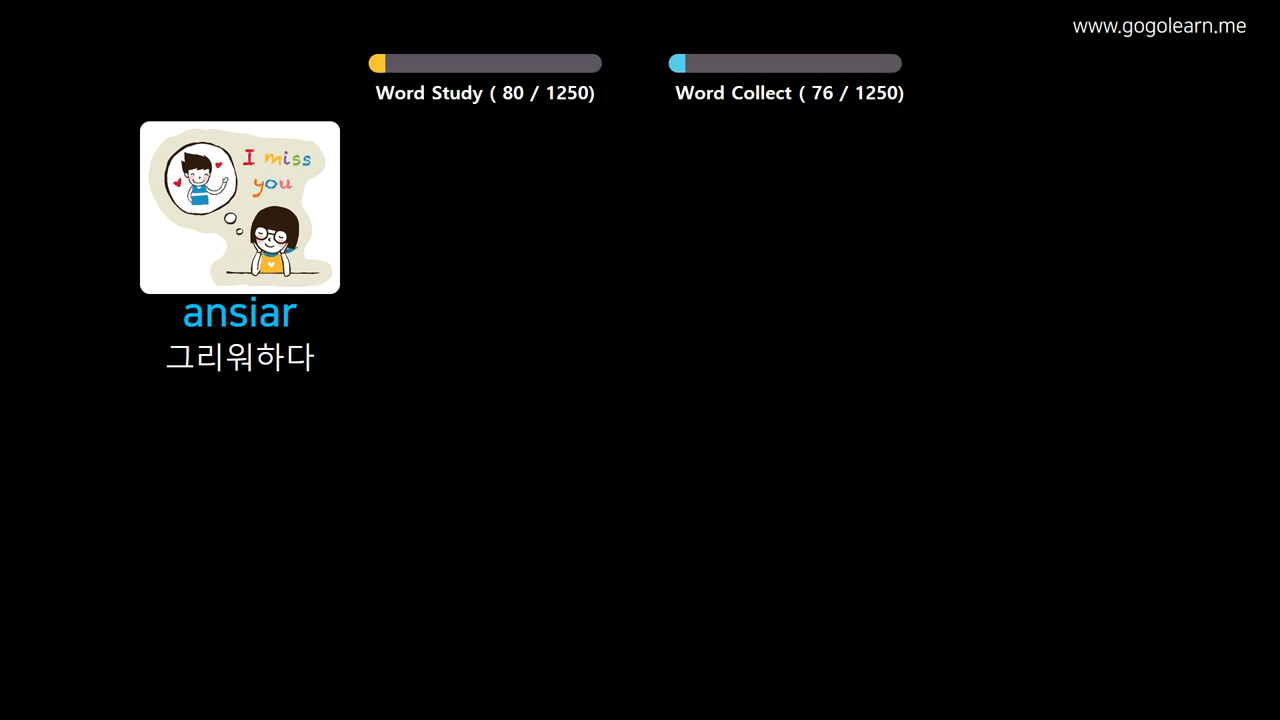 www.gogolearn.me
Word Study ( 80 / 1250)
Word Collect ( 76 / 1250)
I miss
you
ansiar
그리워하다